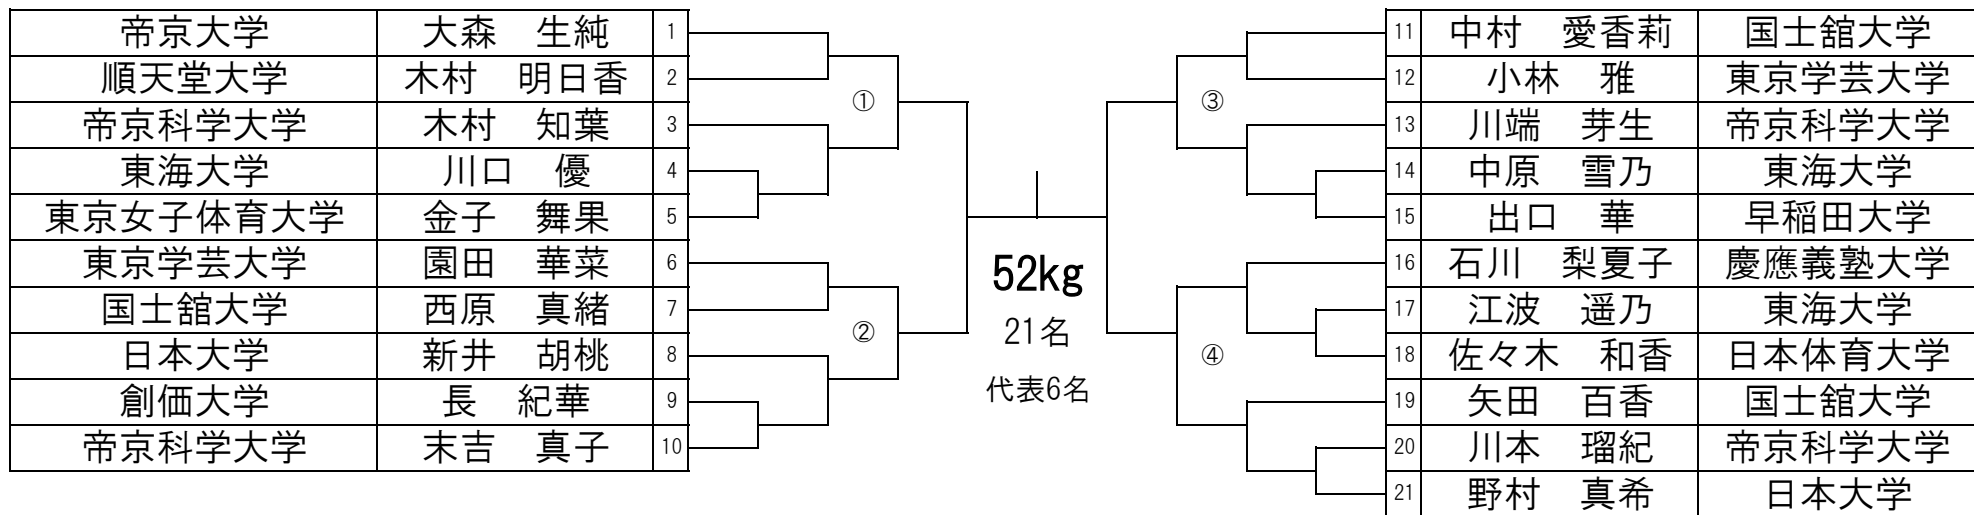 帝京大学 大森 生純 1
順天堂大学 木村 明日香 2
帝京科学大学 木村 知葉 3
東海大学 川口 優 4
東京女子体育大学 金子 舞果 5
東京学芸大学 園田 華菜 6
国士舘大学 西原 真緒 7
日本大学 新井 胡桃 8
創価大学 長 紀華 9
帝京科学大学 末吉 真子 10
①
②
52kg
21名
代表6名
③
④
11 中村 愛香莉 国士舘大学
12 小林 雅 東京学芸大学
13 川端 芽生 帝京科学大学
14 中原 雪乃 東海大学
15 出口 華 早稲田大学
16 石川 梨夏子 慶應義塾大学
17 江波 遥乃 東海大学
18 佐々木 和香 日本体育大学
19 矢田 百香 国士舘大学
20 川本 瑠紀 帝京科学大学
21 野村 真希 日本大学